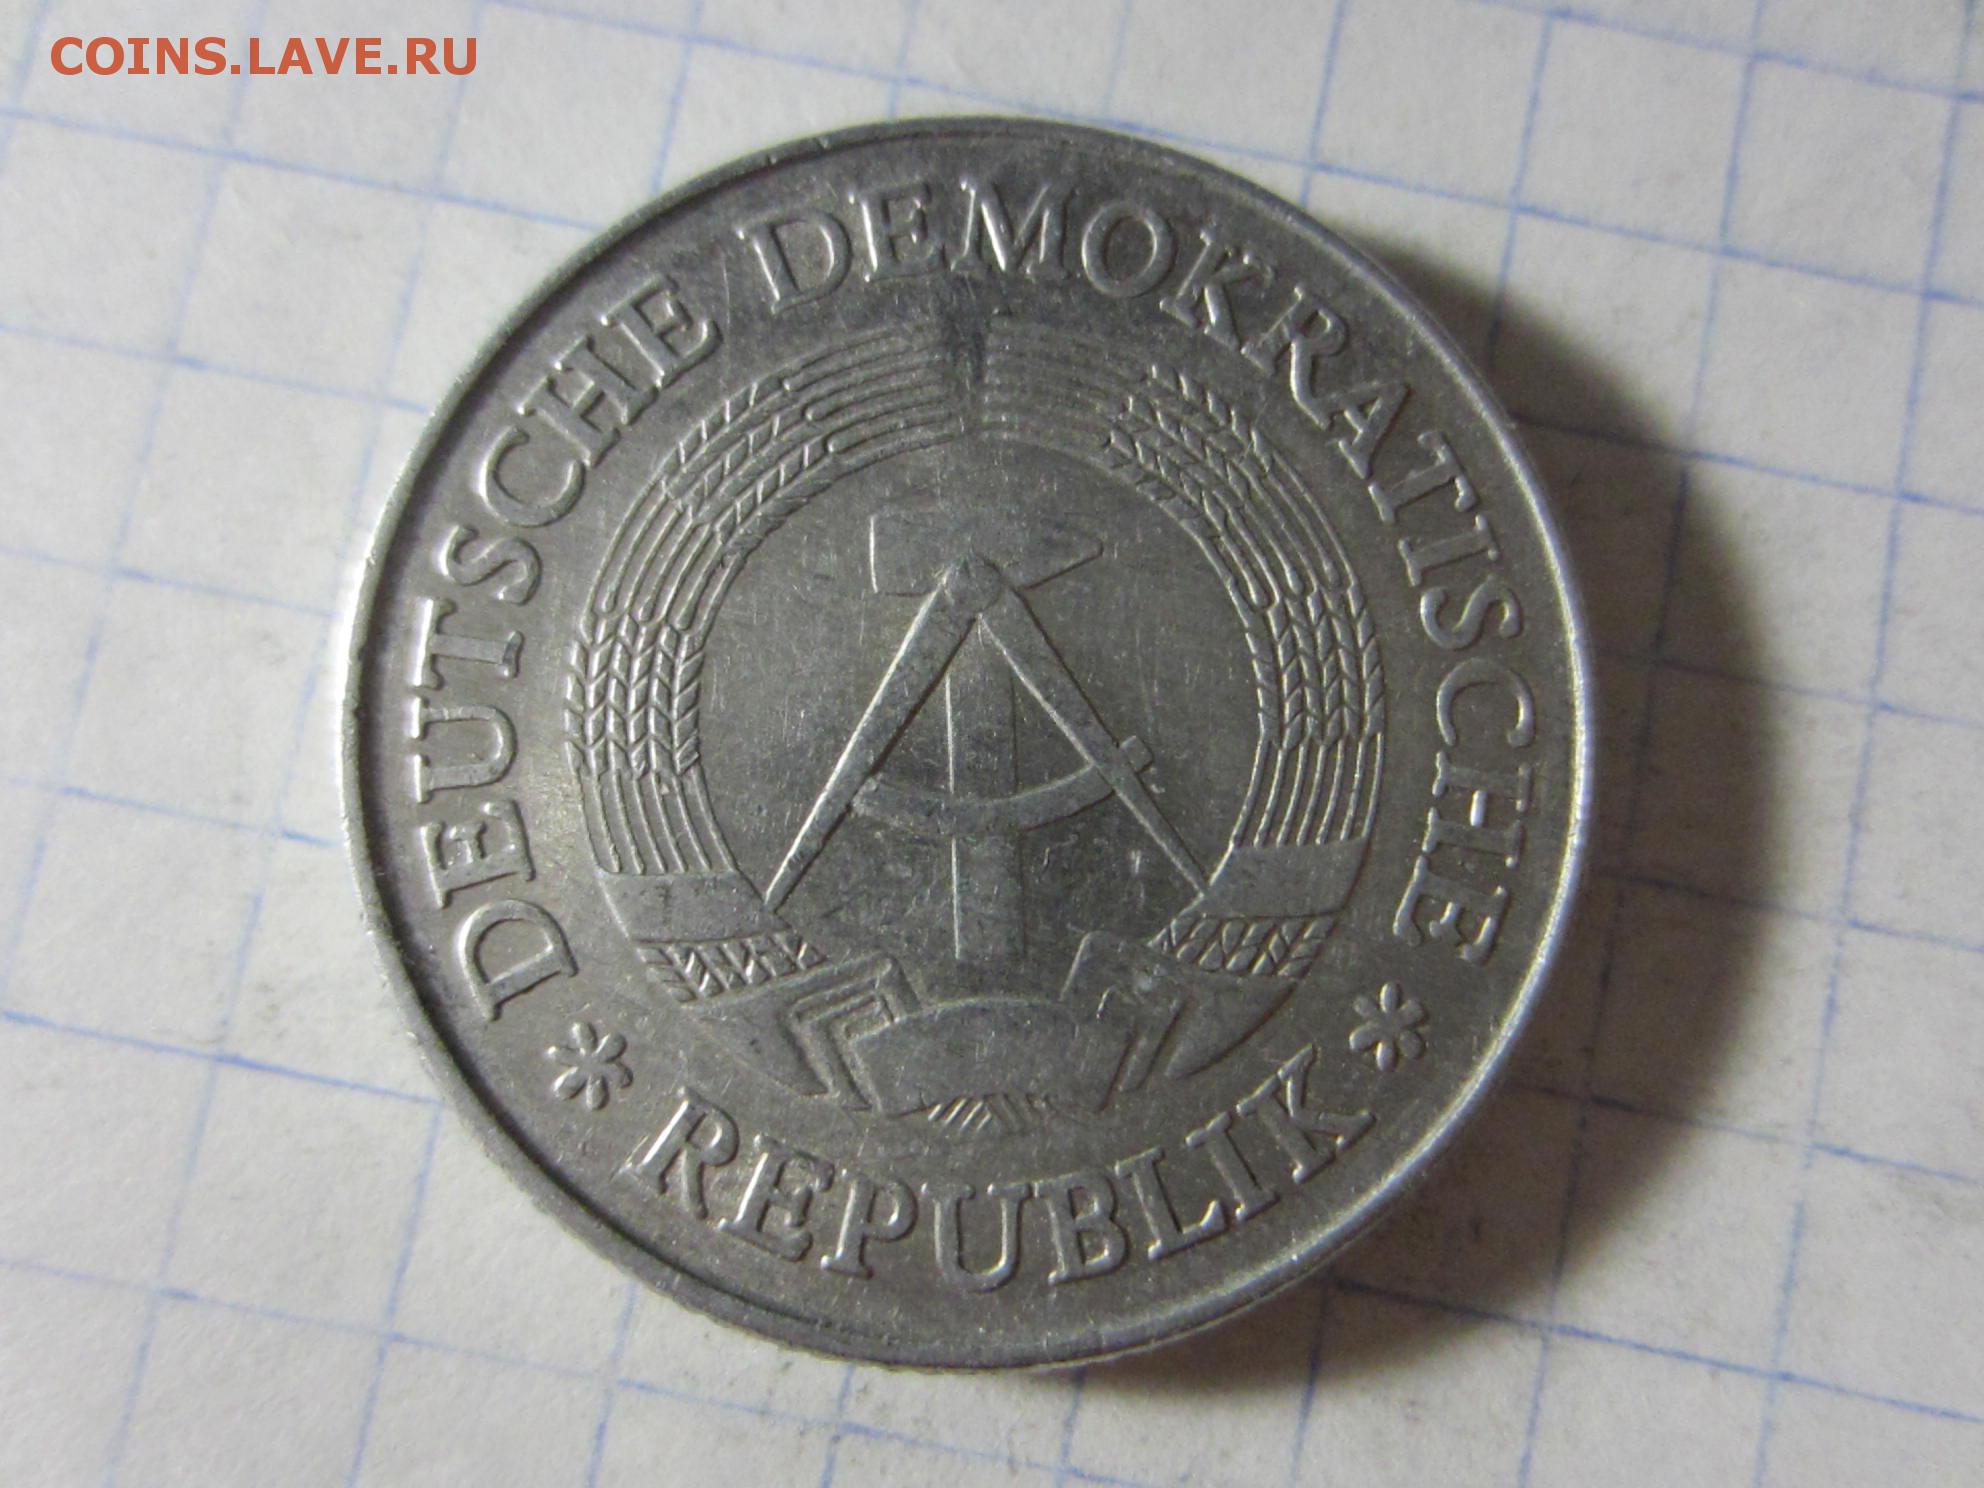 COINS.LAVE.RU
DEUTSCHE DEMOKRATISCHE
* REPUBLIK *